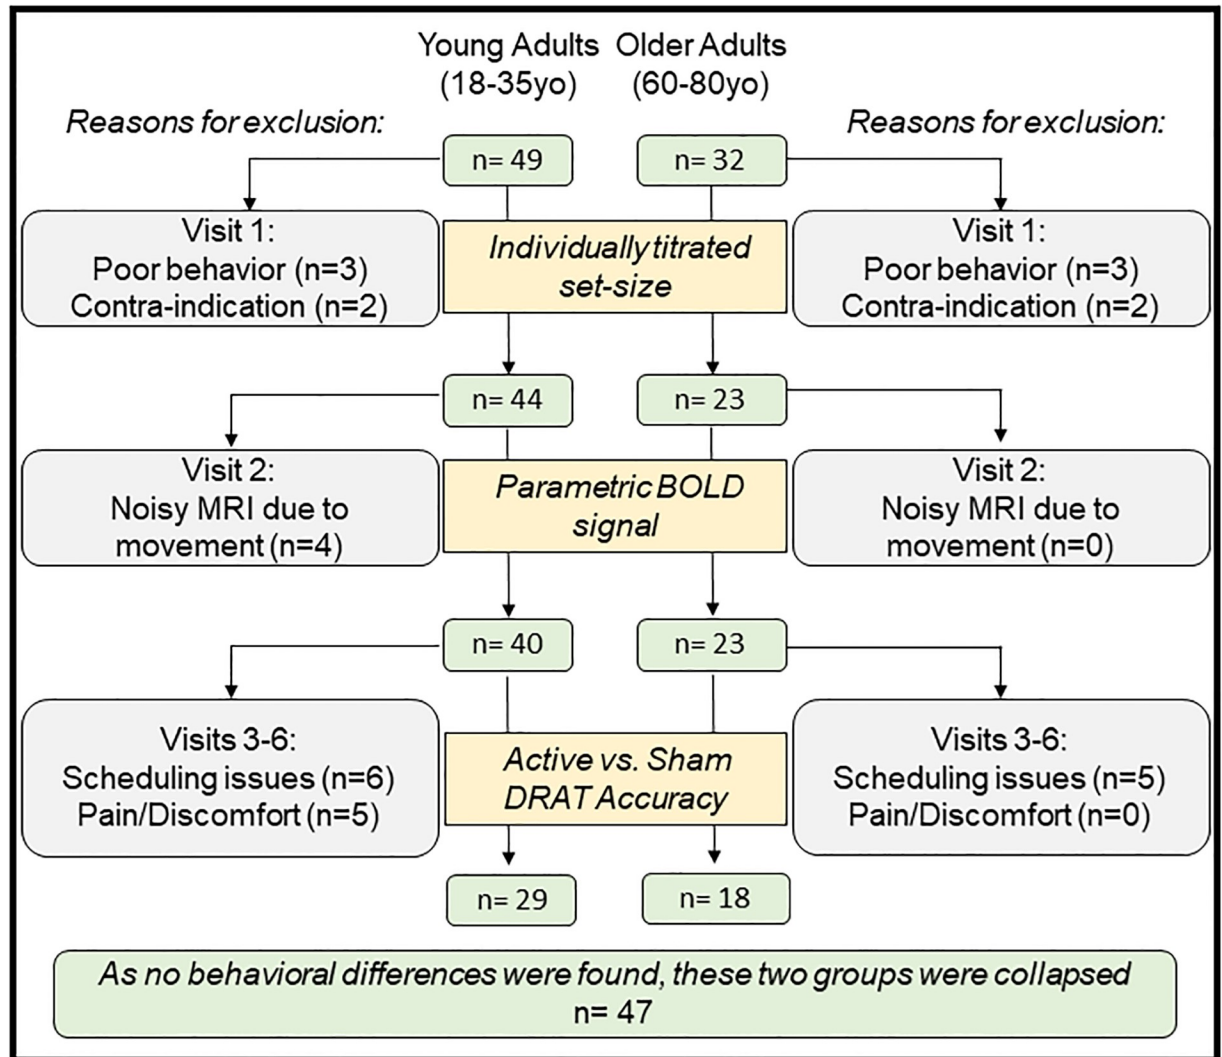 Young Adults
(18-35yo)
Older Adults
(60-80yo)
Reasons for exclusion:
Reasons for exclusion:
n= 49
n= 32
Visit 1:
Poor behavior (n=3)
Contra-indication (n=2)
Individually titrated
set-size
Visit 1:
Poor behavior (n=3)
Contra-indication (n=2)
n= 44
n= 23
Visit 2:
Noisy MRI due to
movement (n=4)
Parametric BOLD
signal
Visit 2:
Noisy MRI due to
movement (n=0)
n= 40
n= 23
Visits 3-6:
Scheduling issues (n=6)
Pain/Discomfort (n=5)
Active vs. Sham
DRAT Accuracy
Visits 3-6:
Scheduling issues (n=5)
Pain/Discomfort (n=0)
n= 29
n= 18
As no behavioral differences were found, these two groups were collapsed
n= 47